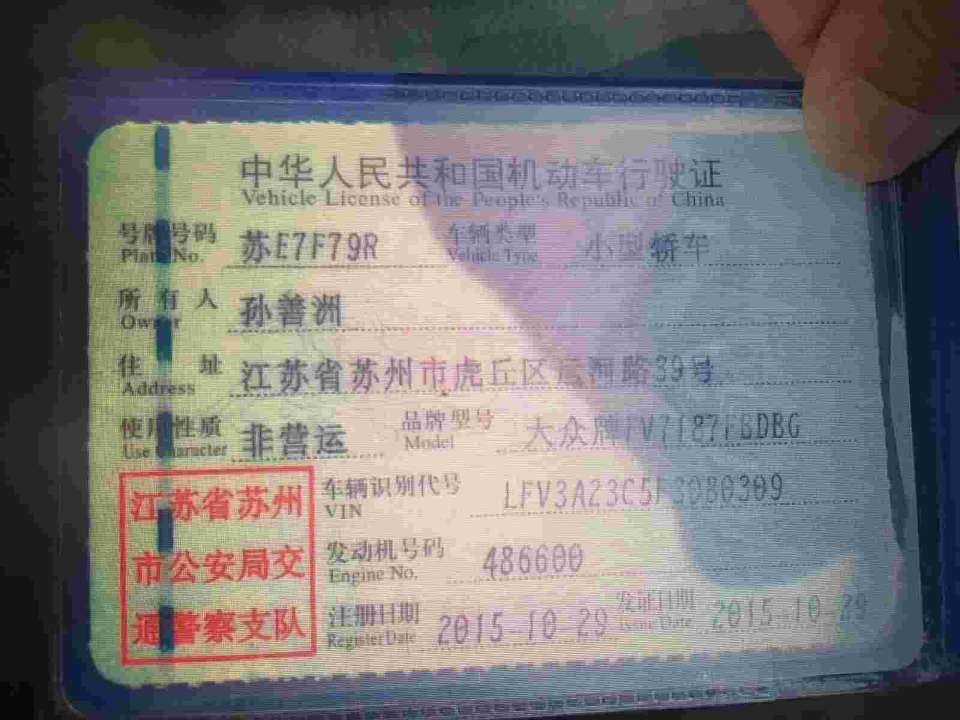 中华人民共和国机动车行驶证
Vehicle License of the People's Republic of China
号牌号码 苏E7F79R 车辆类型 小型轿车
Plate No. Vehicle Type
所有人 孙善洲
Owner
住址 江苏省苏州市虎丘区运河路39号
Address
使用性质 非营运 品牌型号 大众牌FV7187FBDBG
Use Character Model
江苏省苏州 车辆识别代号 LFV3A23C5F3080309
VIN
市公安局交 发动机号码 486600
Engine No.
通警察支队 注册日期 2015-10-29 发证日期 2015-10-29
Register Date Issue Date